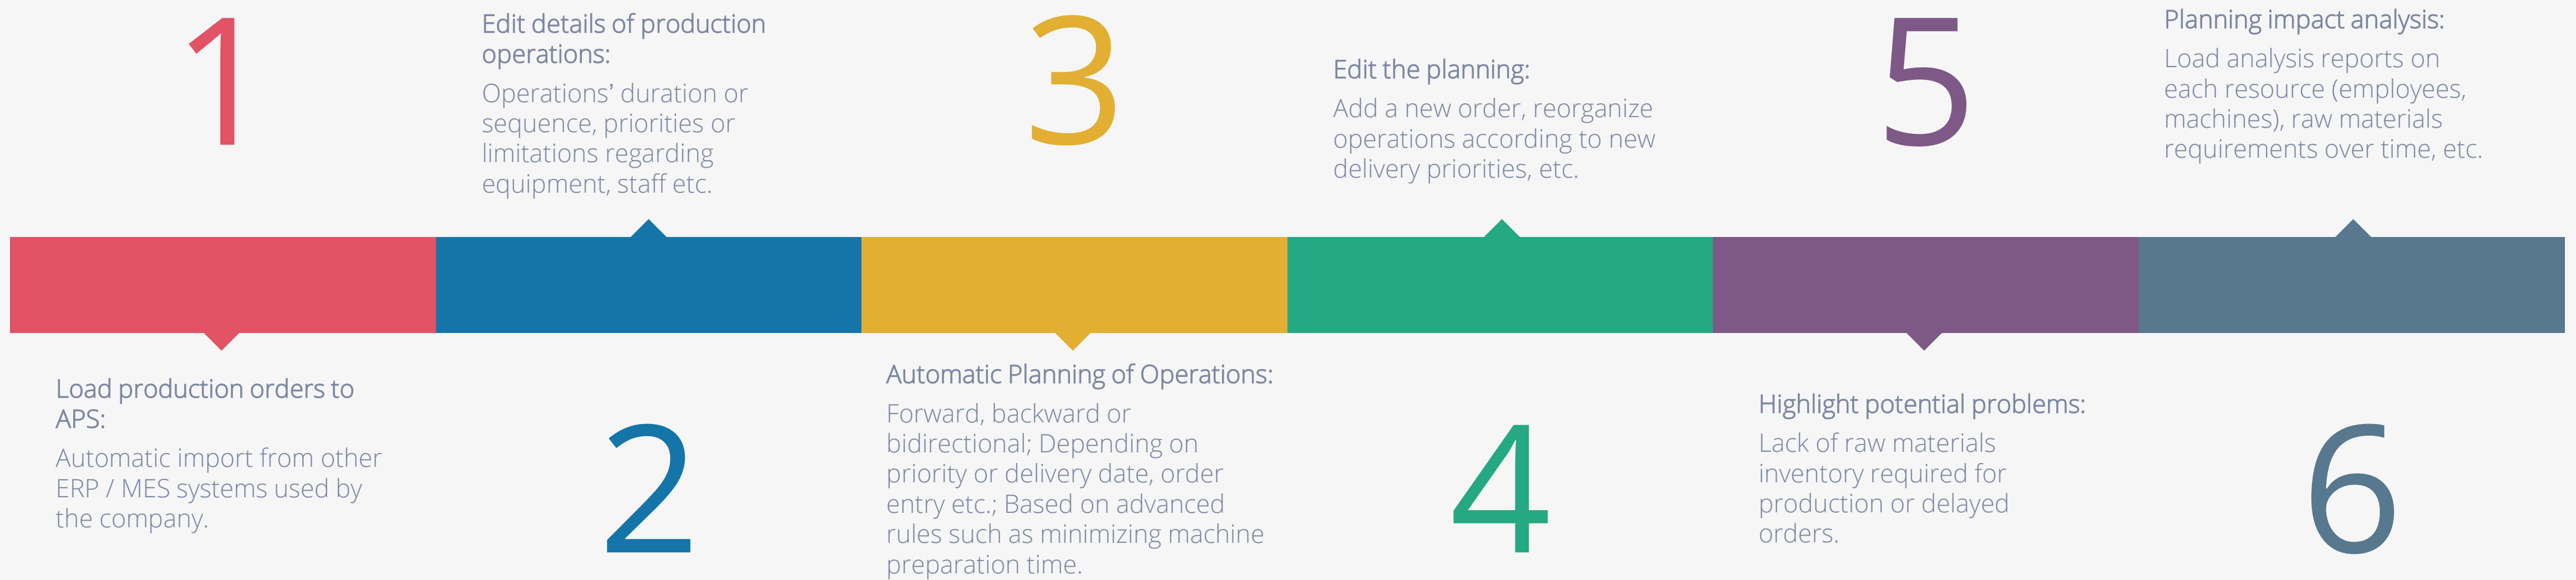 1
Load production orders to
APS:
Automatic import from other
ERP / MES systems used by
the company.
Edit details of production
operations:
Operations’ duration or
sequence, priorities or
limitations regarding
equipment, staff etc.
2
3
Automatic Planning of Operations:
Forward, backward or
bidirectional; Depending on
priority or delivery date, order
entry etc.; Based on advanced
rules such as minimizing machine
preparation time.
Edit the planning:
Add a new order, reorganize
operations according to new
delivery priorities, etc.
4
5
Highlight potential problems:
Lack of raw materials
inventory required for
production or delayed
orders.
Planning impact analysis:
Load analysis reports on
each resource (employees,
machines), raw materials
requirements over time, etc.
6